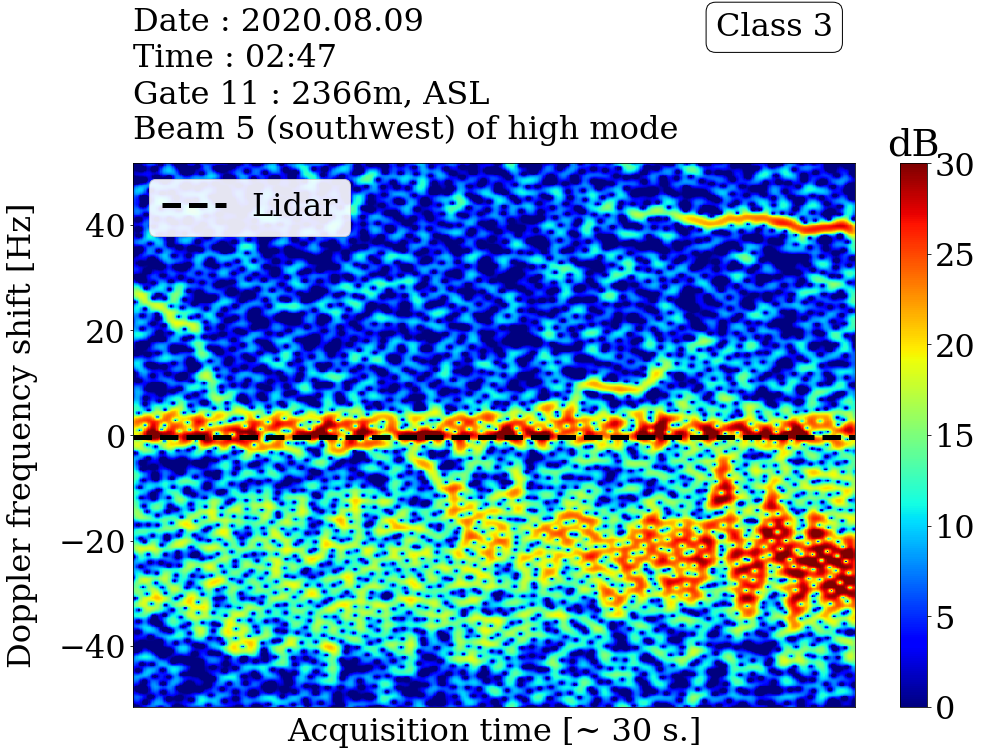 Date : 2020.08.09
Time : 02:47
Gate 11 : 2366m, ASL
Beam 5 (southwest) of high mode
Class 3
dB
Lidar
Doppler frequency shift [Hz]
40
20
0
−20
−40
30
25
20
15
10
5
0
Acquisition time [~ 30 s.]